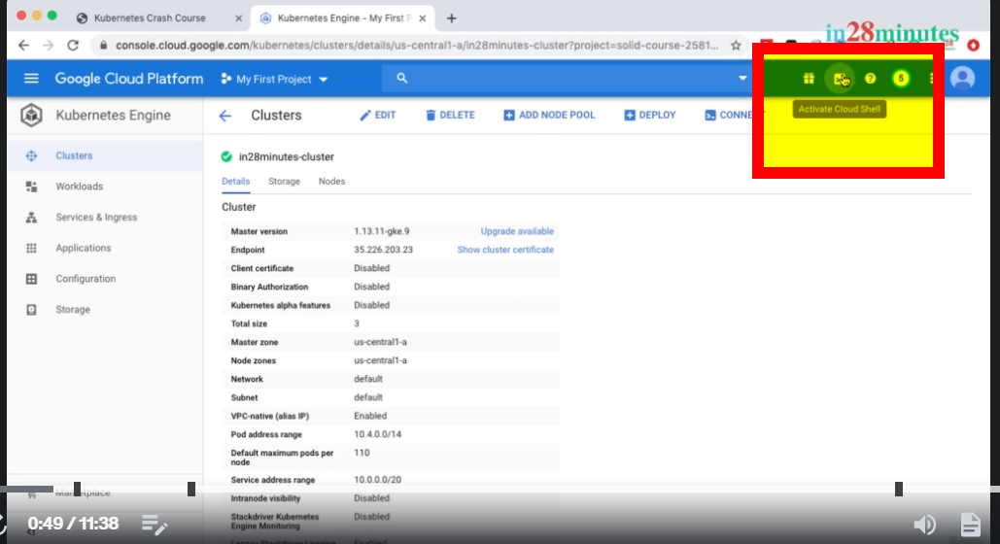 Kubernetes Crash Course
Kubernetes Engine - My First P
in28minutes
console.cloud.google.com/kubernetes/clusters/details/us-central1-a/in28minutes-cluster?project=solid-course-2581...
Google Cloud Platform
My First Project
5
Activate Cloud Shell
Kubernetes Engine
Clusters
EDIT
DELETE
ADD NODE POOL
DEPLOY
CONNE
Clusters
Workloads
Services & Ingress
Applications
Configuration
Storage
Marketplace
in28minutes-cluster
Details Storage Nodes
Cluster
Master version 1.13.11-gke.9 Upgrade available
Endpoint 35.226.203.23 Show cluster certificate
Client certificate Disabled
Binary Authorization Disabled
Kubernetes alpha features Disabled
Total size 3
Master zone us-central1-a
Node zones us-central1-a
Network default
Subnet default
VPC-native (alias IP) Enabled
Pod address range 10.4.0.0/14
Default maximum pods per 110
node
Service address range 10.0.0.0/20
Intranode visibility Disabled
Stackdriver Kubernetes Disabled
Engine Monitoring
0:49 / 11:38